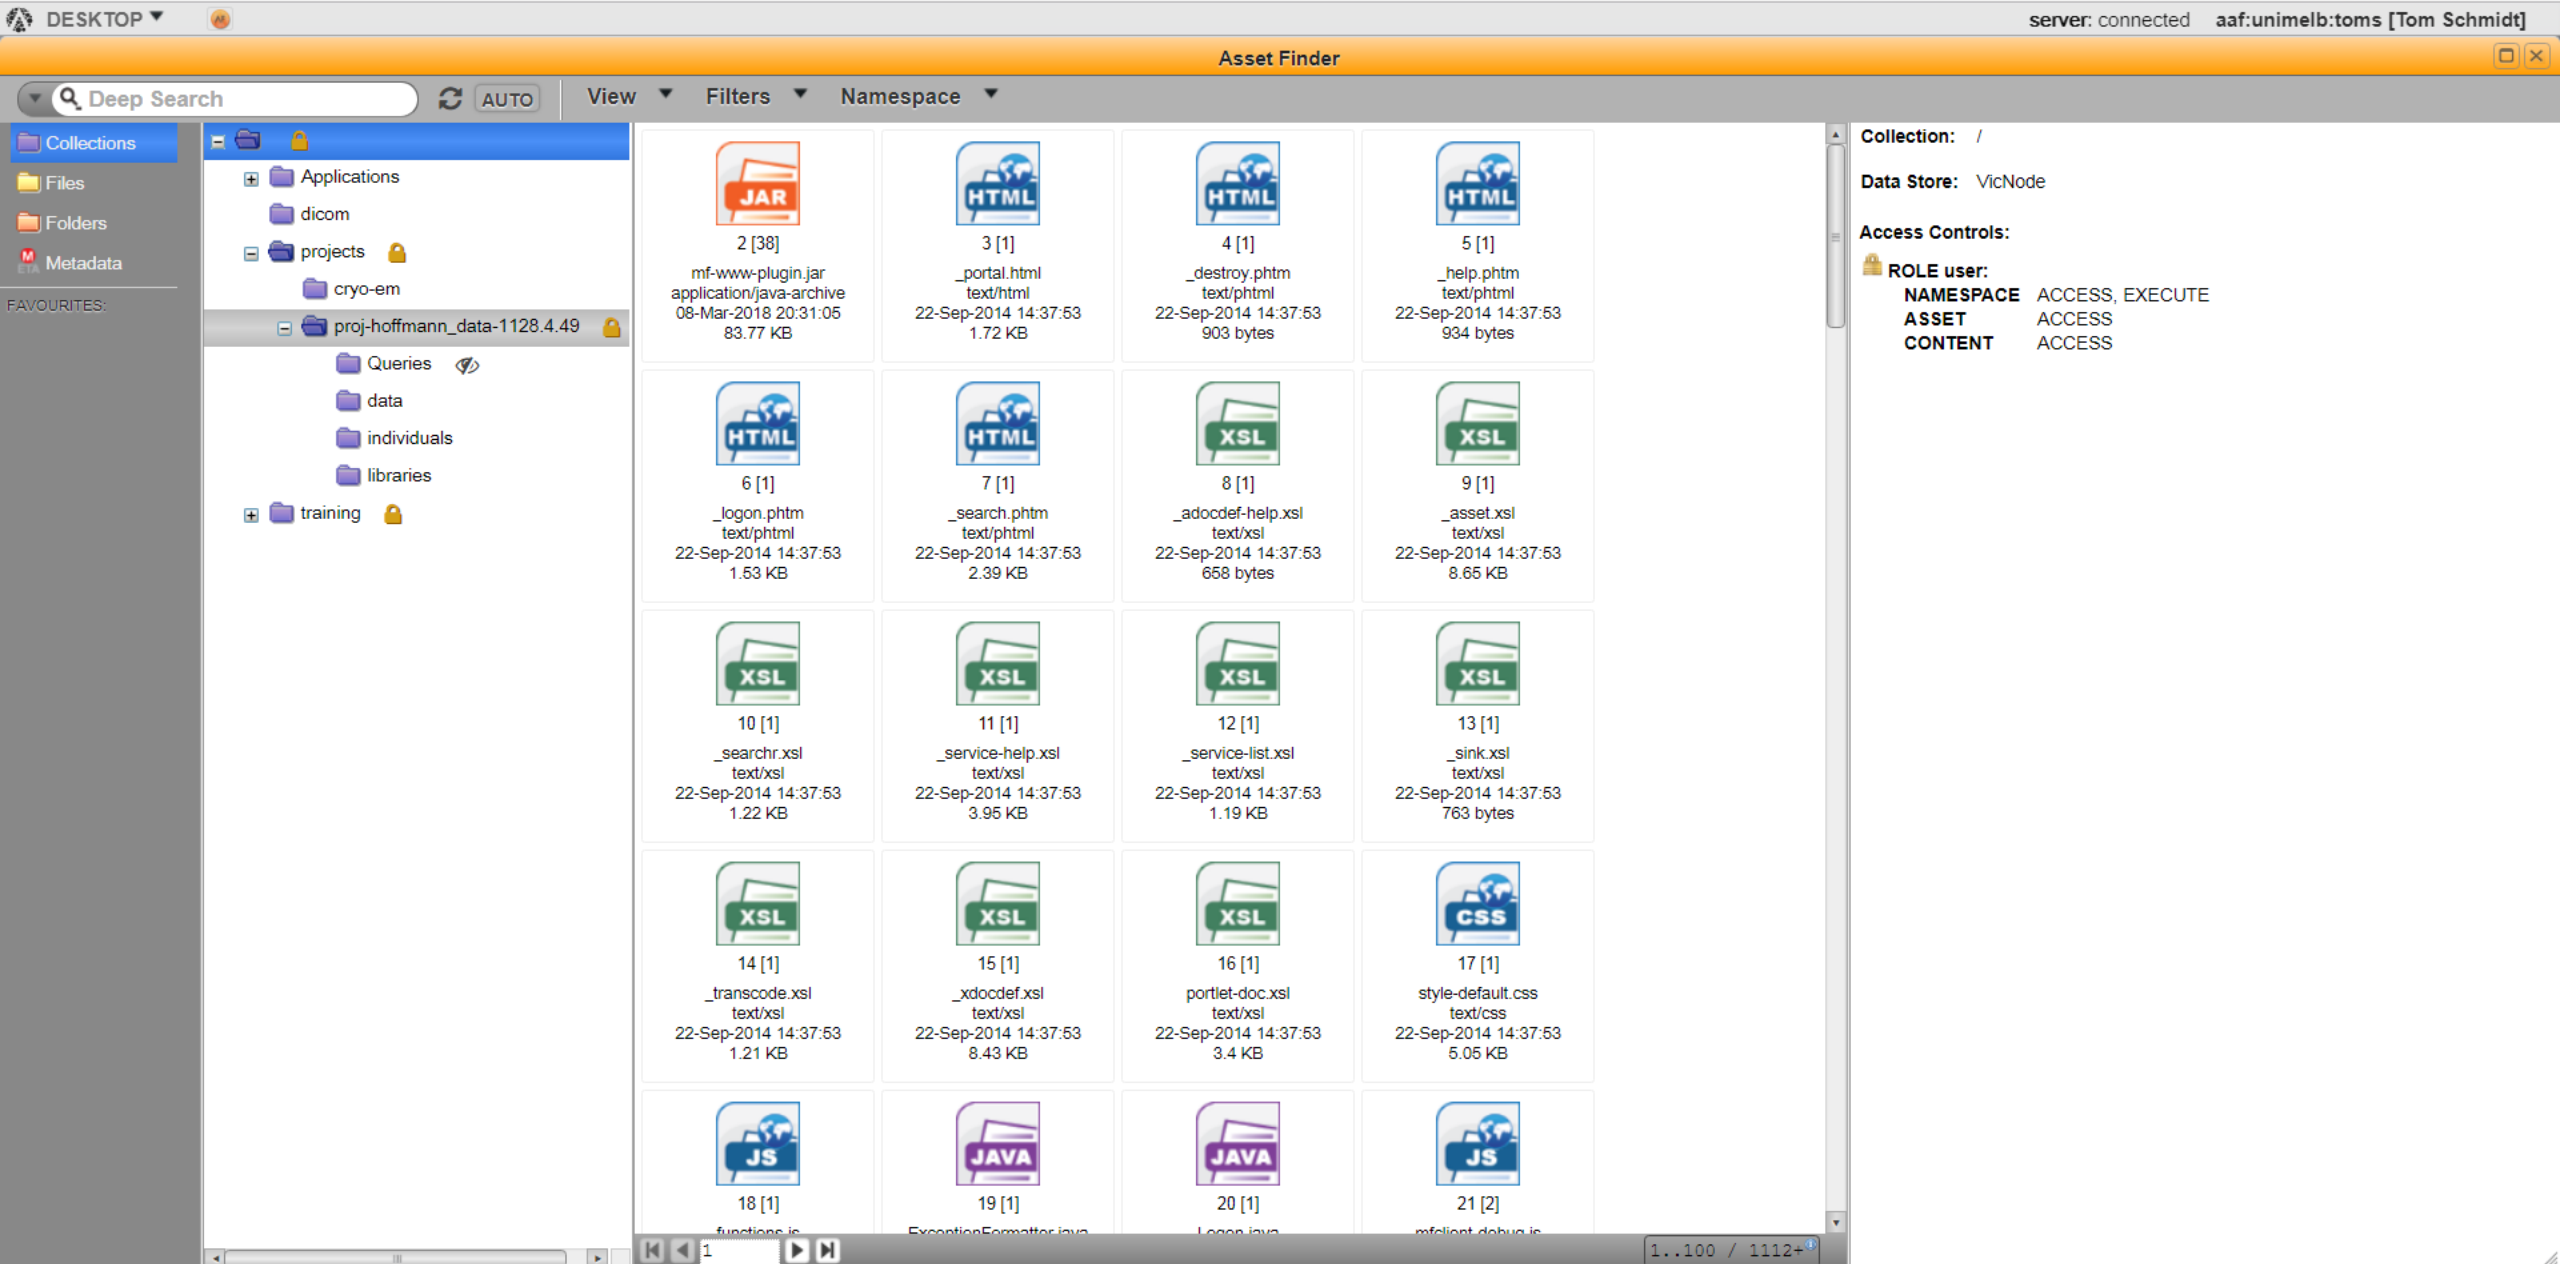 DESKTOP
server: connected aaf:unimelb:toms [Tom Schmidt]
Asset Finder
Deep Search
AUTO
View
Filters
Namespace
Collections
Files
Folders
Metadata
FAVOURITES:
Applications
dicom
projects
cryo-em
proj-hoffmann_data-1128.4.49
Queries
data
individuals
libraries
training
JAR
2 [38]
mf-www-plugin.jar
application/java-archive
08-Mar-2018 20:31:05
83.77 KB
HTML
3 [1]
_portal.html
text/html
22-Sep-2014 14:37:53
1.72 KB
HTML
4 [1]
_destroy.phtm
text/phtml
22-Sep-2014 14:37:53
903 bytes
HTML
5 [1]
_help.phtm
text/phtml
22-Sep-2014 14:37:53
934 bytes
HTML
6 [1]
_logon.phtm
text/phtml
22-Sep-2014 14:37:53
1.53 KB
HTML
7 [1]
_search.phtm
text/phtml
22-Sep-2014 14:37:53
2.39 KB
XSL
8 [1]
_adocdef-help.xsl
text/xsl
22-Sep-2014 14:37:53
658 bytes
XSL
9 [1]
_asset.xsl
text/xsl
22-Sep-2014 14:37:53
8.65 KB
XSL
10 [1]
_searchr.xsl
text/xsl
22-Sep-2014 14:37:53
1.22 KB
XSL
11 [1]
_service-help.xsl
text/xsl
22-Sep-2014 14:37:53
3.95 KB
XSL
12 [1]
_service-list.xsl
text/xsl
22-Sep-2014 14:37:53
1.19 KB
XSL
13 [1]
_sink.xsl
text/xsl
22-Sep-2014 14:37:53
763 bytes
XSL
14 [1]
_transcode.xsl
text/xsl
22-Sep-2014 14:37:53
1.21 KB
XSL
15 [1]
_xdocdef.xsl
text/xsl
22-Sep-2014 14:37:53
8.43 KB
XSL
16 [1]
portlet-doc.xsl
text/xsl
22-Sep-2014 14:37:53
3.4 KB
CSS
17 [1]
style-default.css
text/css
22-Sep-2014 14:37:53
5.05 KB
JS
18 [1]
functions.js
JAVA
19 [1]
ExceptionFormatter.java
JAVA
20 [1]
Logon.java
JS
21 [2]
mfclient-debug.js
1
1..100 / 1112+
Collection: /
Data Store: VicNode
Access Controls:
ROLE user:
NAMESPACE ACCESS, EXECUTE
ASSET ACCESS
CONTENT ACCESS